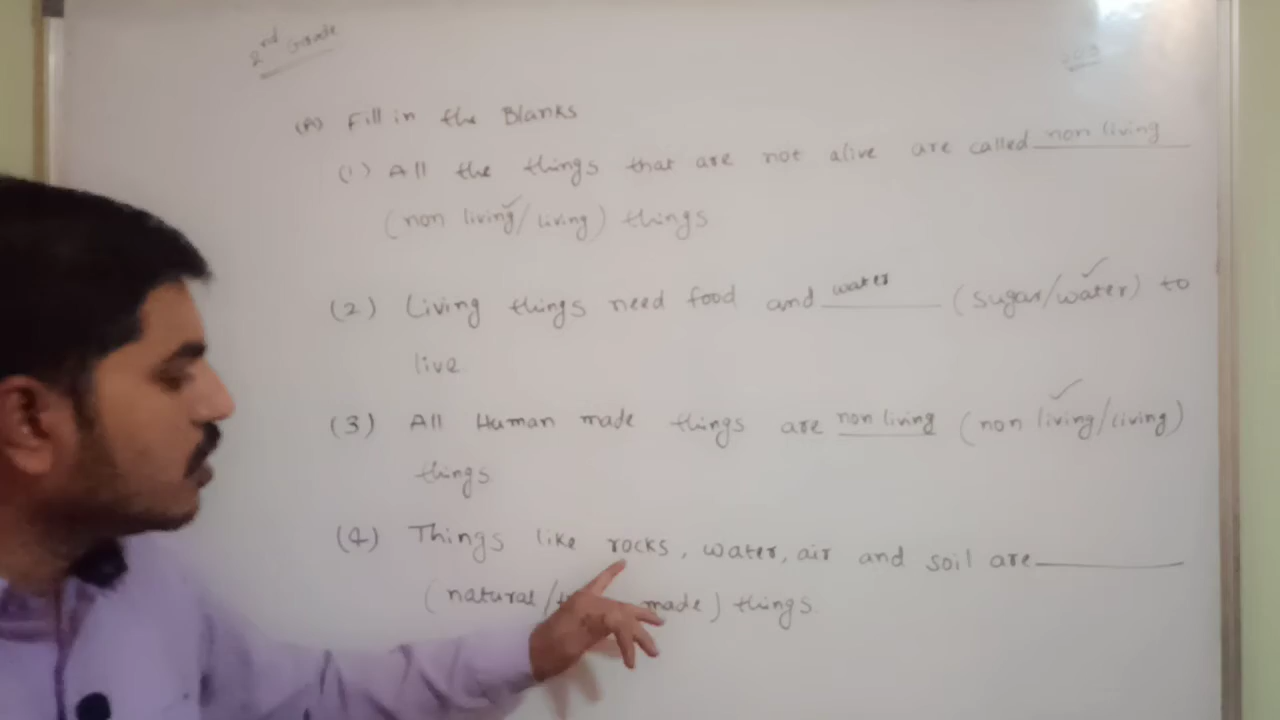 2nd Grade
(A) Fill in the Blanks
(1) All the things that are not alive are called non living
(non living/living) things
(2) Living things need food and water (sugar/water) to
live
(3) All Human made things are non living (non living/living)
things
(4) Things like rocks, water, air and soil are
(natural/ made) things